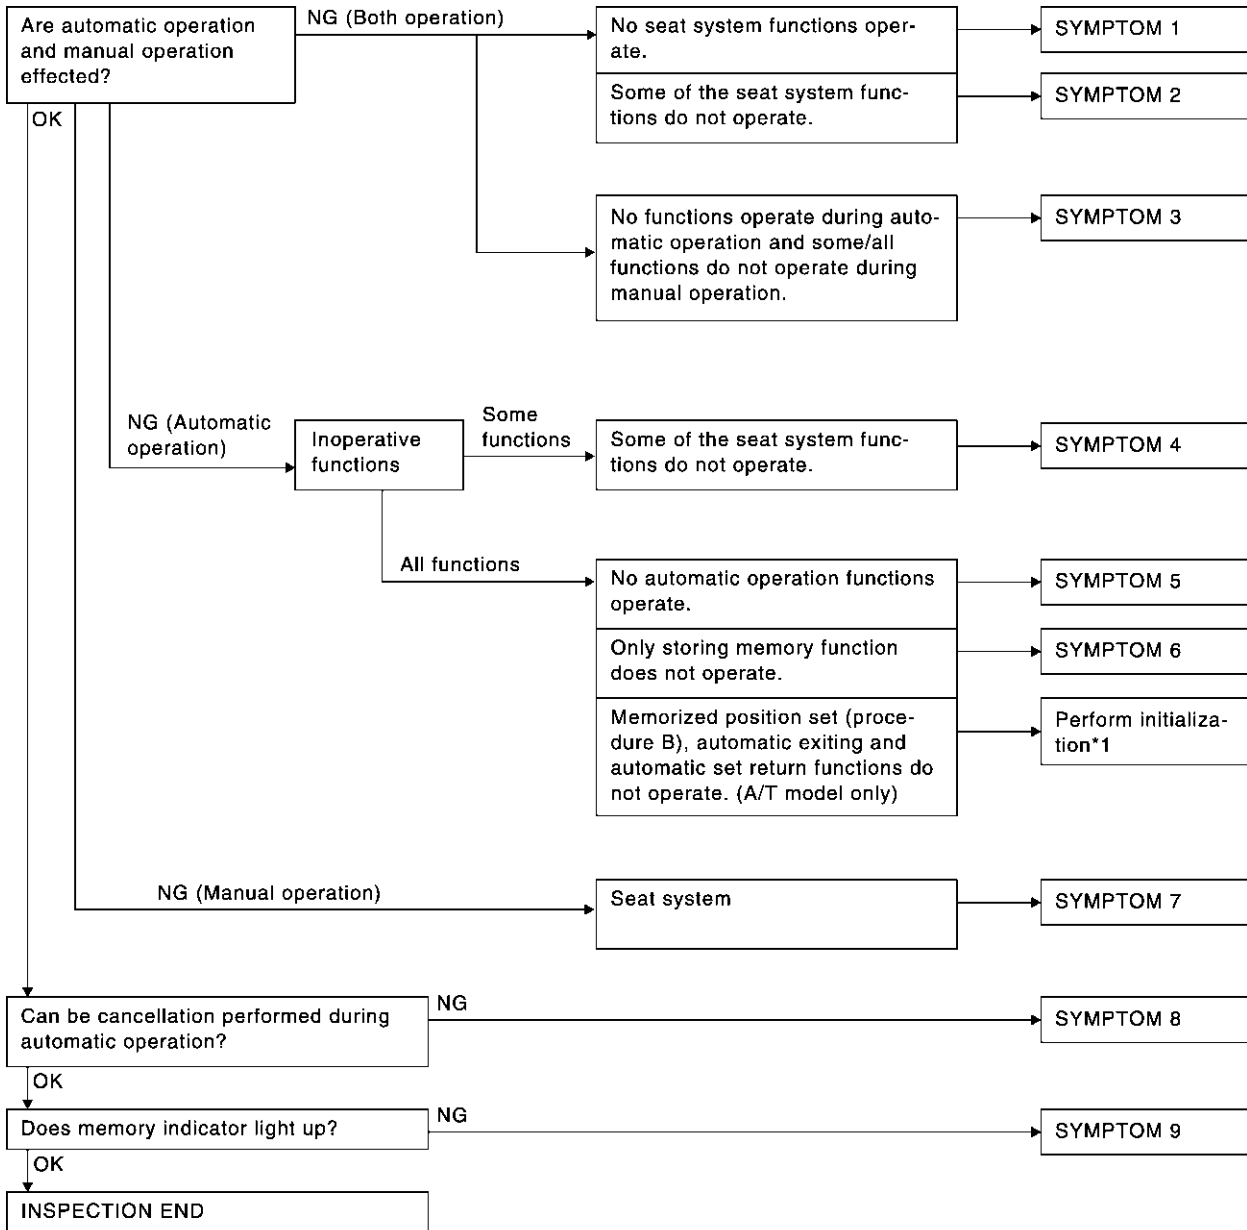 Are automatic operation
and manual operation
effected?
NG (Both operation)
No seat system functions oper-
ate.
SYMPTOM 1
Some of the seat system func-
tions do not operate.
SYMPTOM 2
OK
No functions operate during auto-
matic operation and some/all
functions do not operate during
manual operation.
SYMPTOM 3
NG (Automatic
operation)
Inoperative
functions
Some
functions
Some of the seat system func-
tions do not operate.
SYMPTOM 4
All functions
No automatic operation functions
operate.
SYMPTOM 5
Only storing memory function
does not operate.
SYMPTOM 6
Memorized position set (proce-
dure B), automatic exiting and
automatic set return functions do
not operate. (A/T model only)
Perform initializa-
tion*1
NG (Manual operation)
Seat system
SYMPTOM 7
Can be cancellation performed during
automatic operation?
NG
SYMPTOM 8
OK
Does memory indicator light up?
NG
SYMPTOM 9
OK
INSPECTION END